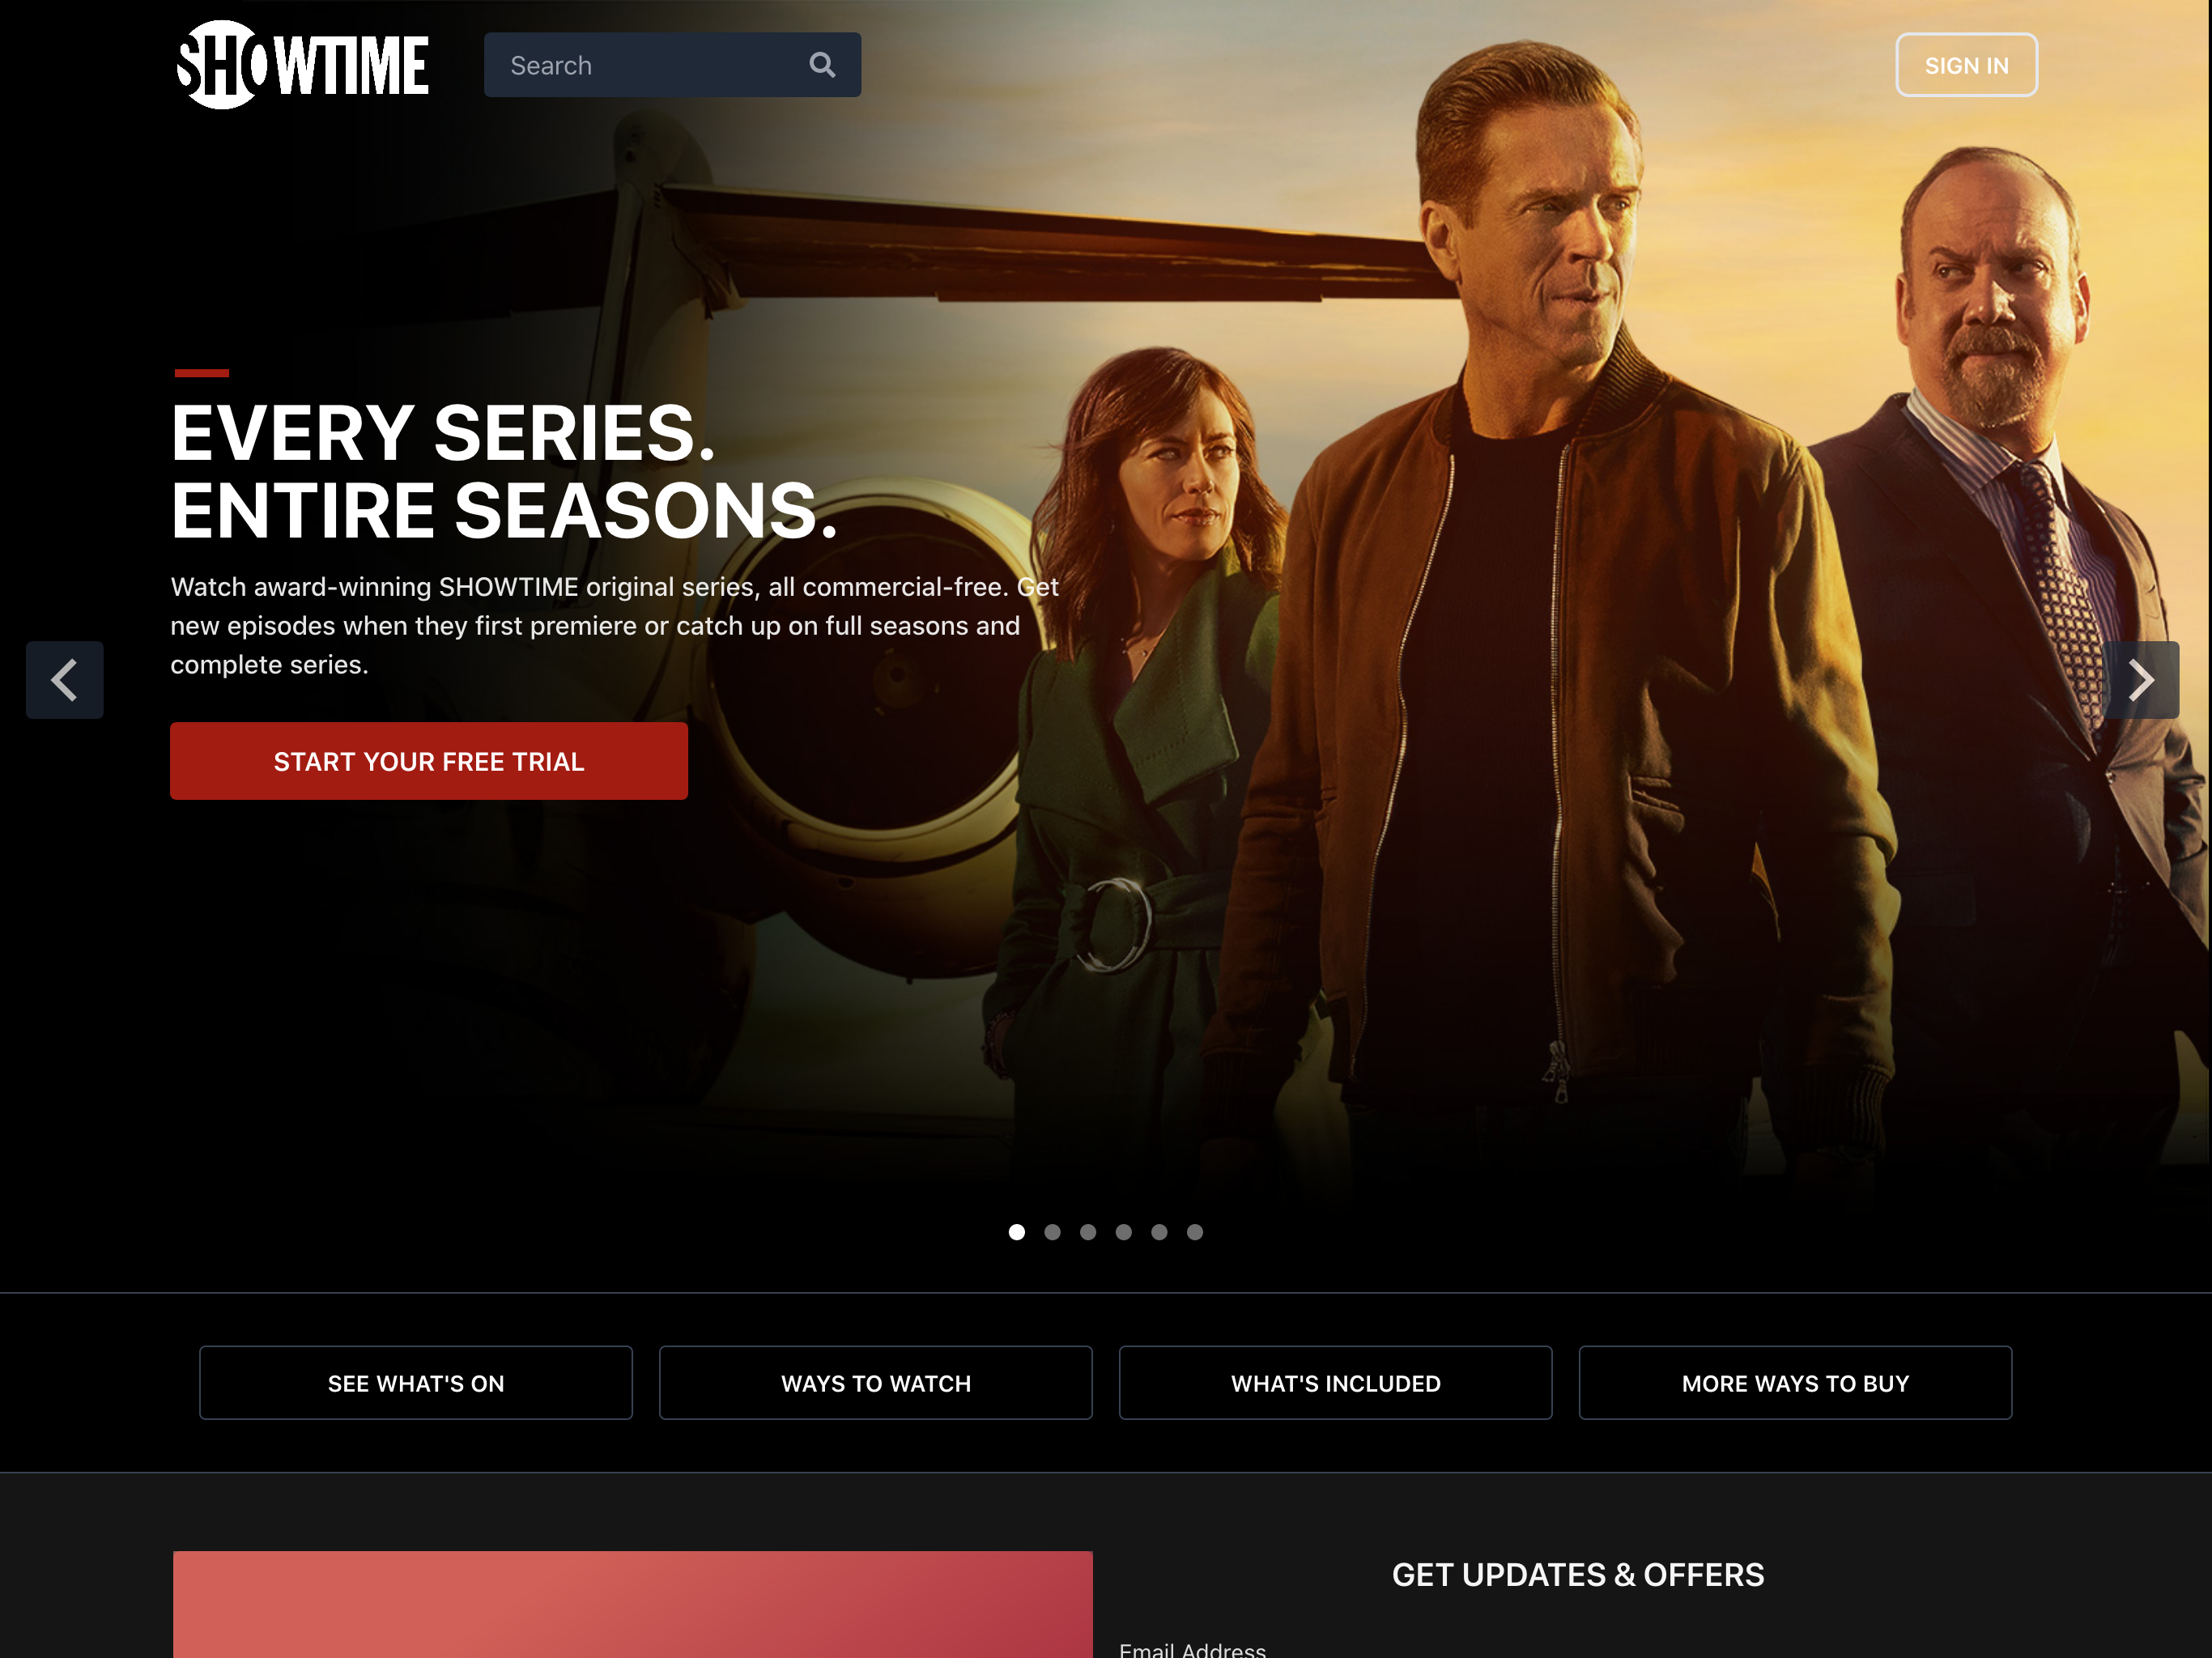 SHOWTIME
Search
SIGN IN
EVERY SERIES.
ENTIRE SEASONS.
Watch award-winning SHOWTIME original series, all commercial-free. Get
new episodes when they first premiere or catch up on full seasons and
complete series.
START YOUR FREE TRIAL
SEE WHAT'S ON
WAYS TO WATCH
WHAT'S INCLUDED
MORE WAYS TO BUY
GET UPDATES & OFFERS
Email Address